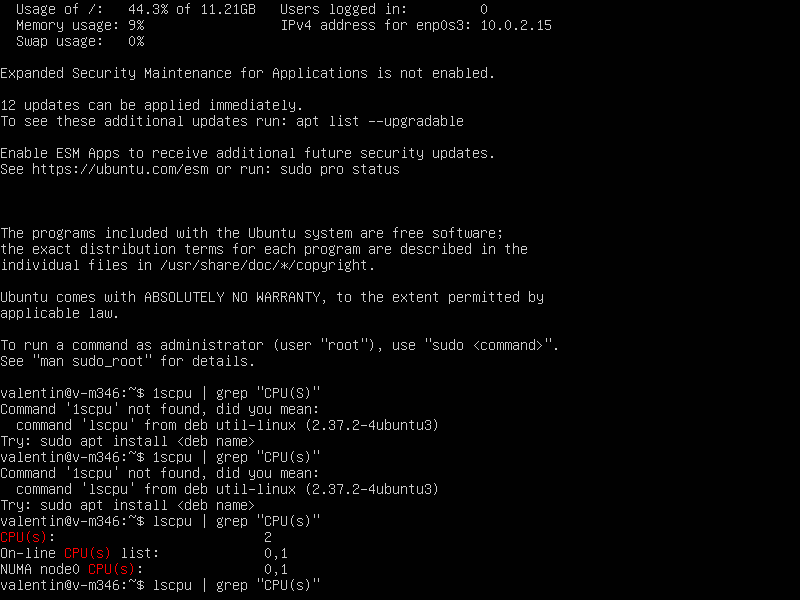 Usage of /:   44.3% of 11.21GB   Users logged in:         0
Memory usage: 9%                 IPv4 address for enp0s3: 10.0.2.15
Swap usage:   0%
Expanded Security Maintenance for Applications is not enabled.
12 updates can be applied immediately.
To see these additional updates run: apt list --upgradable
Enable ESM Apps to receive additional future security updates.
See https://ubuntu.com/esm or run: sudo pro status
The programs included with the Ubuntu system are free software;
the exact distribution terms for each program are described in the
individual files in /usr/share/doc/*/copyright.
Ubuntu comes with ABSOLUTELY NO WARRANTY, to the extent permitted by
applicable law.
To run a command as administrator (user "root"), use "sudo <command>".
See "man sudo_root" for details.
valentin@v-m346:~$ 1scpu | grep "CPU(S)"
Command '1scpu' not found, did you mean:
  command 'lscpu' from deb util-linux (2.37.2-4ubuntu3)
Try: sudo apt install <deb name>
valentin@v-m346:~$ 1scpu | grep "CPU(S)"
Command '1scpu' not found, did you mean:
  command 'lscpu' from deb util-linux (2.37.2-4ubuntu3)
Try: sudo apt install <deb name>
valentin@v-m346:~$ lscpu | grep "CPU(s)"
CPU(s):                          2
On-line CPU(s) list:             0,1
NUMA node0 CPU(s):               0,1
valentin@v-m346:~$ lscpu | grep "CPU(s)"